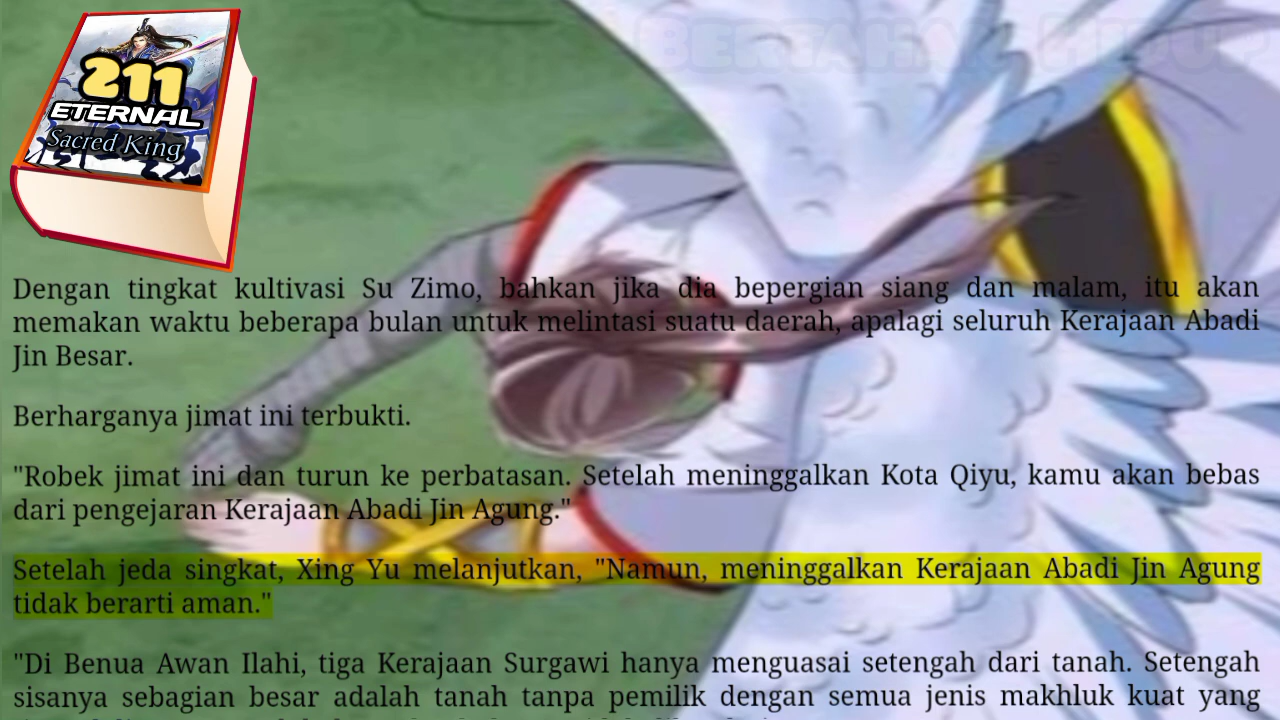 BERTAHAN HIDUP
211
ETERNAL
Sacred King
Dengan tingkat kultivasi Su Zimo, bahkan jika dia bepergian siang dan malam, itu akan
memakan waktu beberapa bulan untuk melintasi suatu daerah, apalagi seluruh Kerajaan Abadi
Jin Besar.
Berharganya jimat ini terbukti.
"Robek jimat ini dan turun ke perbatasan. Setelah meninggalkan Kota Qiyu, kamu akan bebas
dari pengejaran Kerajaan Abadi Jin Agung."
Setelah jeda singkat, Xing Yu melanjutkan, "Namun, meninggalkan Kerajaan Abadi Jin Agung
tidak berarti aman."
"Di Benua Awan Ilahi, tiga Kerajaan Surgawi hanya menguasai setengah dari tanah. Setengah
sisanya sebagian besar adalah tanah tanpa pemilik dengan semua jenis makhluk kuat yang